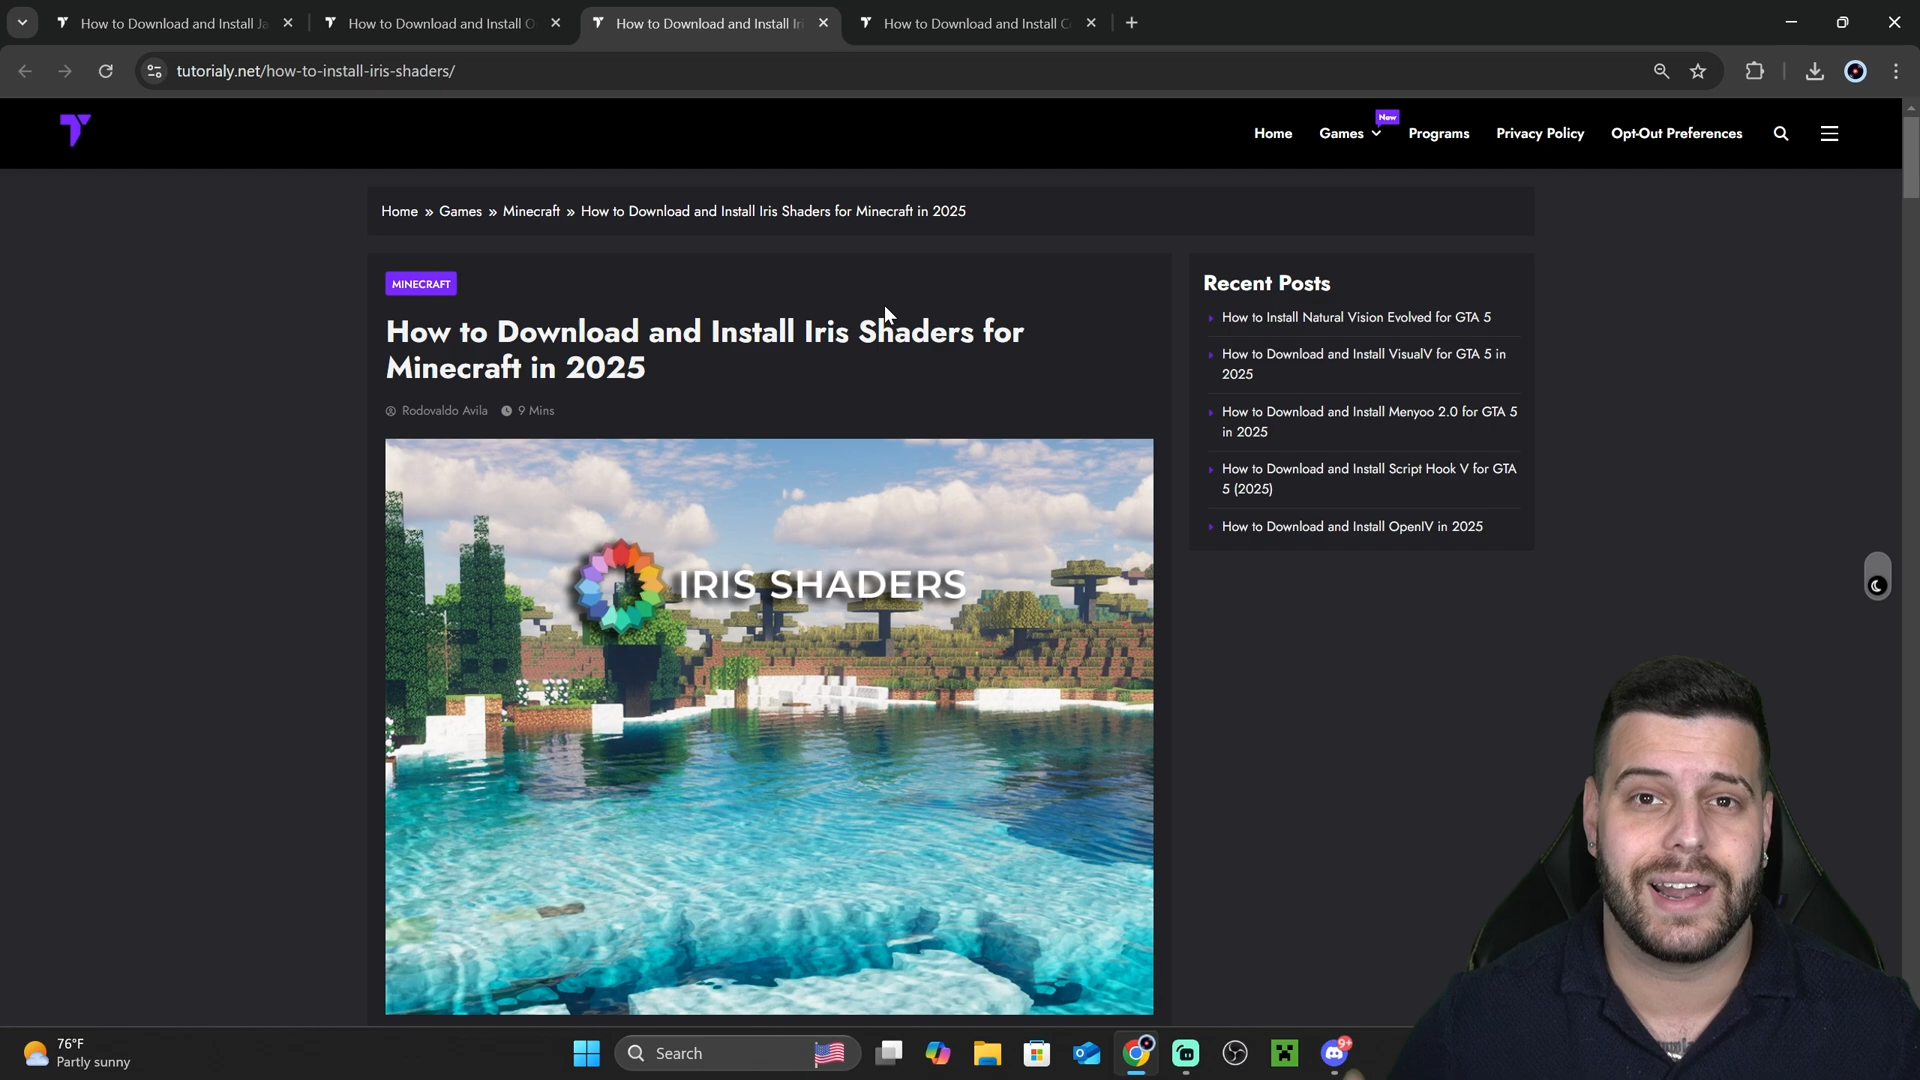 How to Download and Install Ja
How to Download and Install O
How to Download and Install Iri
How to Download and Install C
tutorialy.net/how-to-install-iris-shaders/
New
Home
Games
Programs
Privacy Policy
Opt-Out Preferences
Home » Games » Minecraft » How to Download and Install Iris Shaders for Minecraft in 2025
MINECRAFT
How to Download and Install Iris Shaders for
Minecraft in 2025
Rodovaldo Avila
9 Mins
IRIS SHADERS
Recent Posts
How to Install Natural Vision Evolved for GTA 5
How to Download and Install VisualV for GTA 5 in
2025
How to Download and Install Menyoo 2.0 for GTA 5
in 2025
How to Download and Install Script Hook V for GTA
5 (2025)
How to Download and Install OpenIV in 2025
76°F
Partly sunny
Search
9+